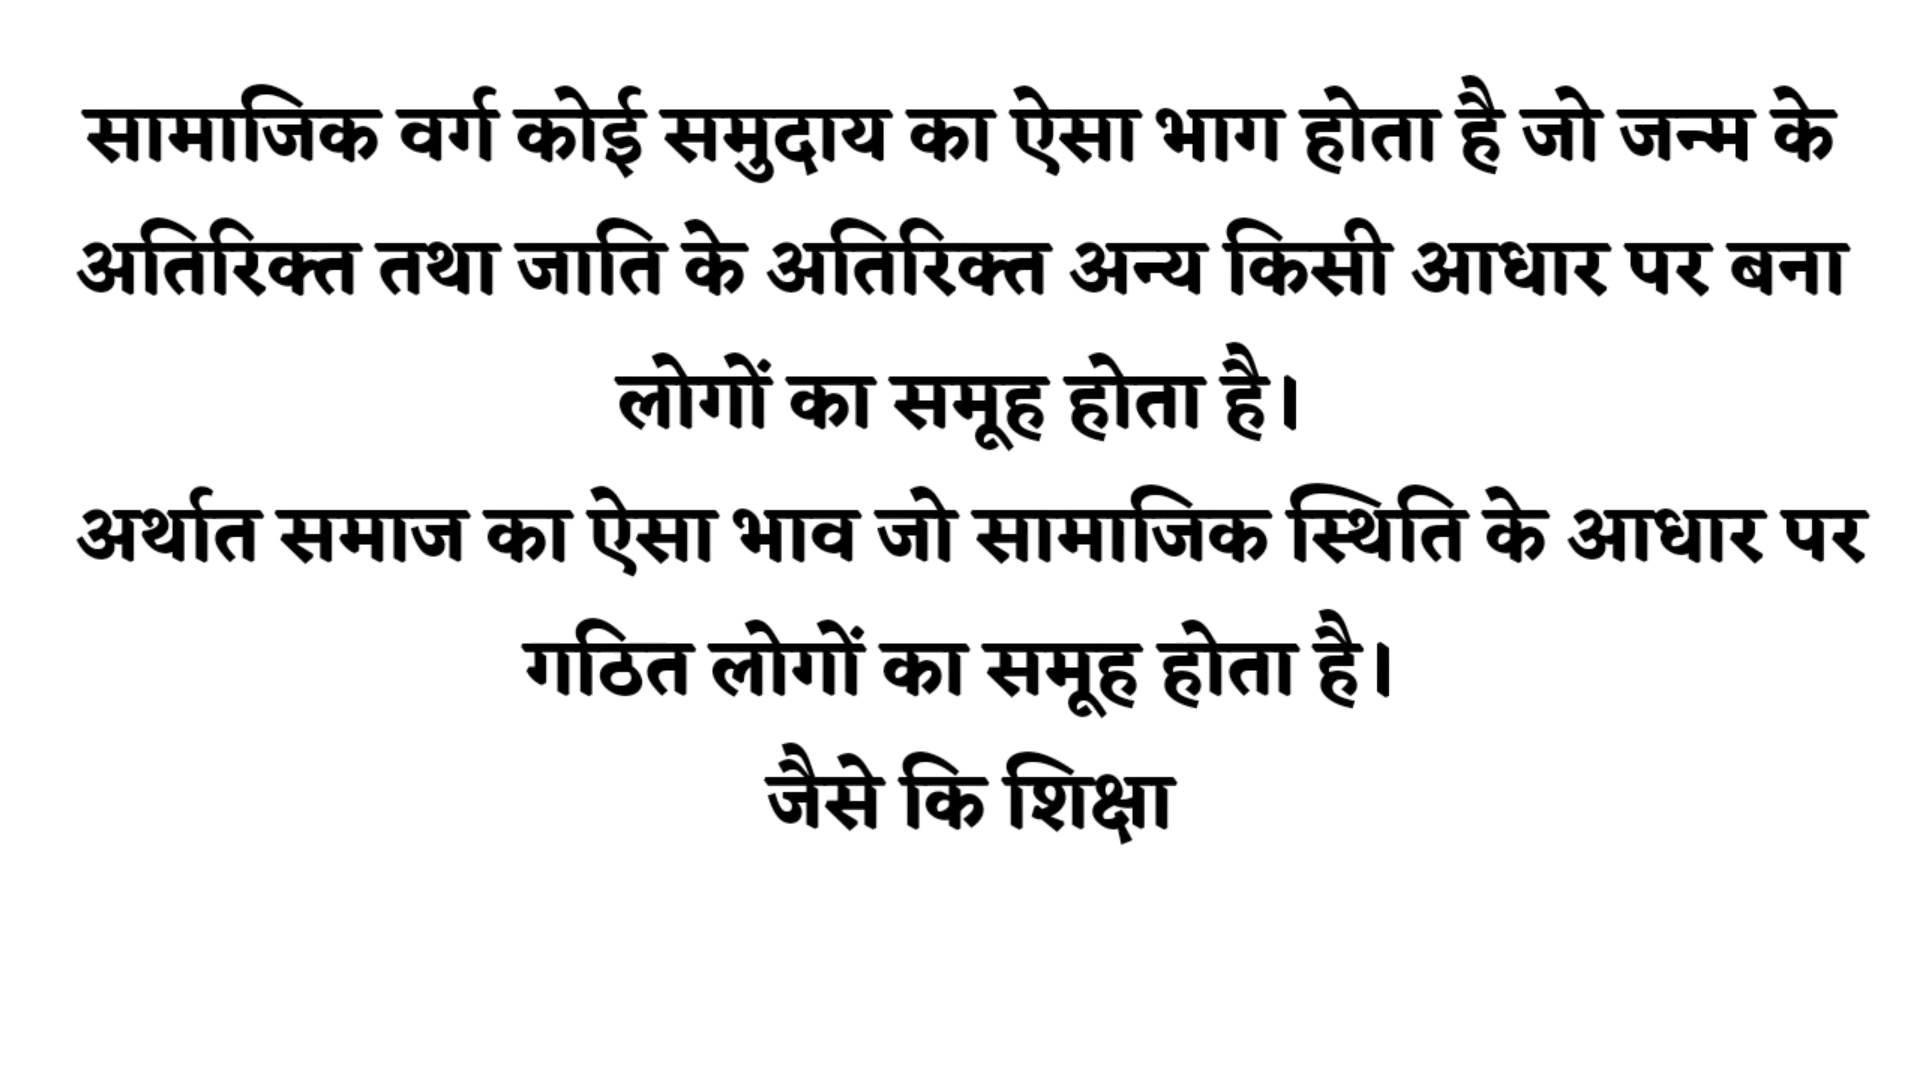 सामाजिक वर्ग कोई समुदाय का ऐसा भाग होता है जो जन्म के
अतिरिक्त तथा जाति के अतिरिक्त अन्य किसी आधार पर बना
लोगों का समूह होता है।
अर्थात समाज का ऐसा भाव जो सामाजिक स्थिति के आधार पर
गठित लोगों का समूह होता है।
जैसे कि शिक्षा